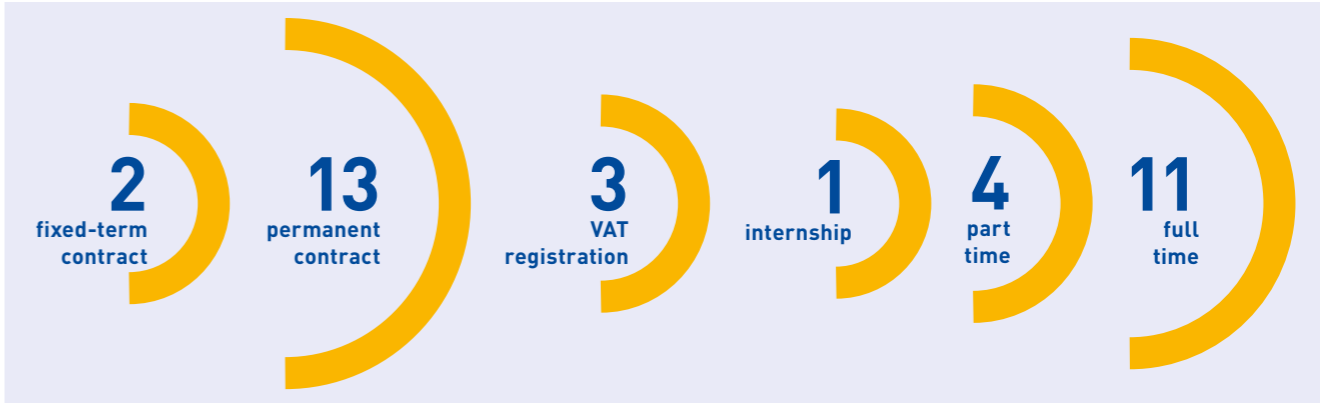 2
fixed-term
contract
13
permanent
contract
3
VAT
registration
1
internship
4
part
time
11
full
time